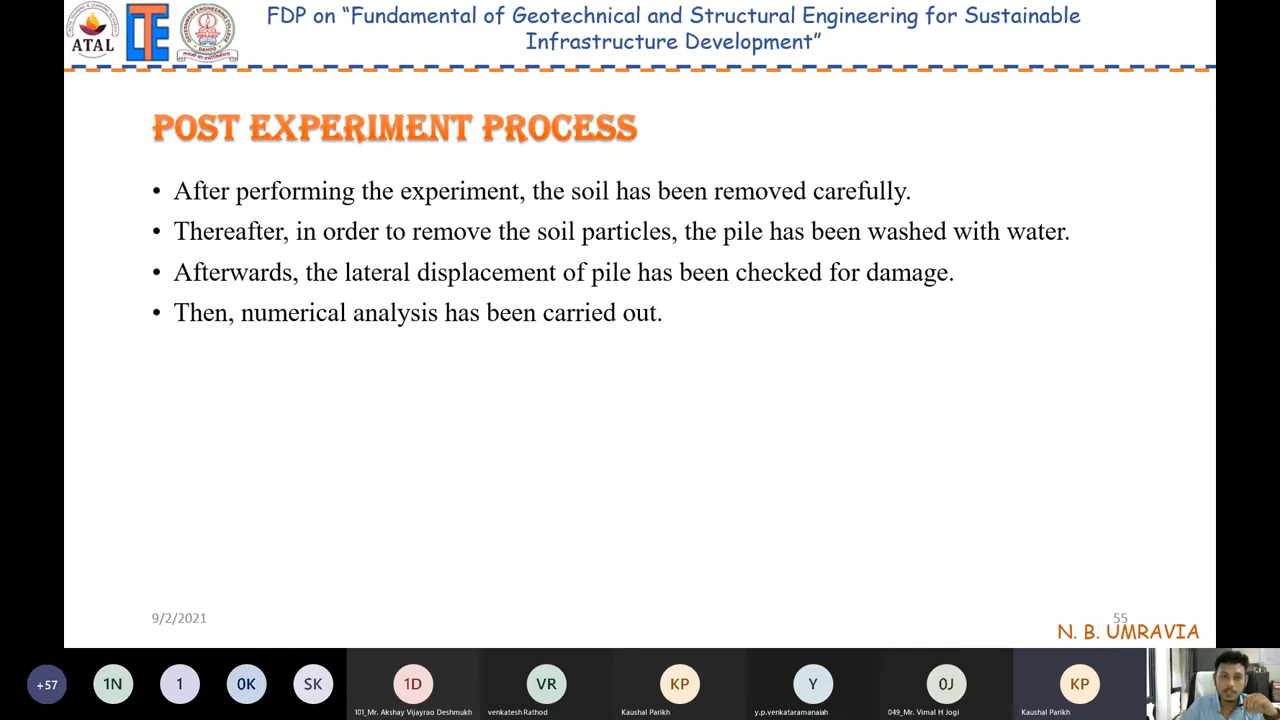 FDP on “Fundamental of Geotechnical and Structural Engineering for Sustainable
Infrastructure Development”
ATAL
LTE
POST EXPERIMENT PROCESS
• After performing the experiment, the soil has been removed carefully.
• Thereafter, in order to remove the soil particles, the pile has been washed with water.
• Afterwards, the lateral displacement of pile has been checked for damage.
• Then, numerical analysis has been carried out.
9/2/2021
55
N. B. UMRAVIA
+57
1N
1
0K
SK
1D
VR
KP
Y
0J
KP
101_Mr. Akshay Vijayrao Deshmukh
venkatesh Rathod
Kaushal Parikh
y.p.venkataramanaiah
049_Mr. Vimal H Jogi
Kaushal Parikh